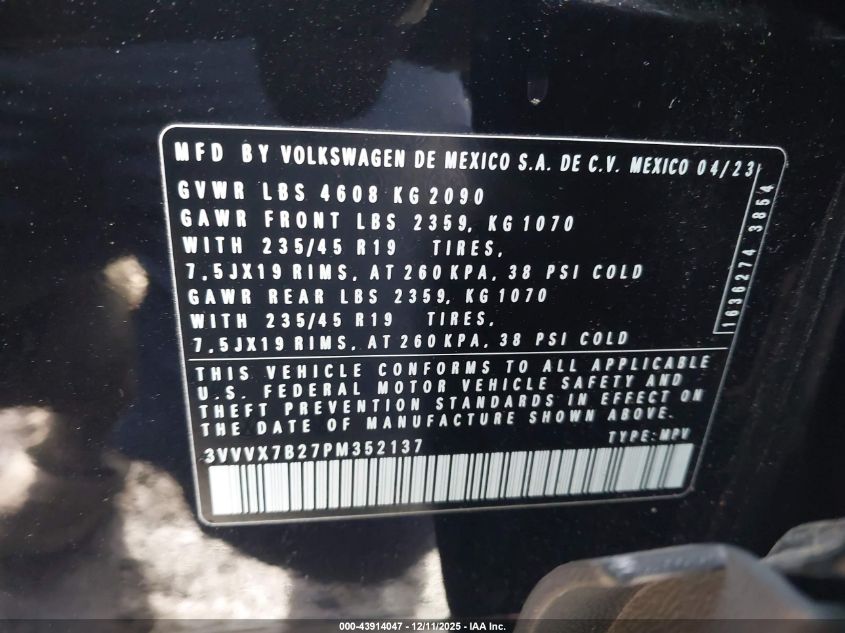 MFD BY VOLKSWAGEN DE MEXICO S.A. DE C.V. MEXICO 04/23
GVWR LBS 4608 KG 2090
GAWR FRONT LBS 2359, KG 1070
WITH 235/45 R19 TIRES,
7.5JX19 RIMS, AT 260 KPA, 38 PSI COLD
GAWR REAR LBS 2359, KG 1070
WITH 235/45 R19 TIRES,
7.5JX19 RIMS, AT 260 KPA, 38 PSI COLD
1636274 3854
THIS VEHICLE CONFORMS TO ALL APPLICABLE
U.S. FEDERAL MOTOR VEHICLE SAFETY AND
THEFT PREVENTION STANDARDS IN EFFECT ON
THE DATE OF MANUFACTURE SHOWN ABOVE.
3VVVX7B27PM352137 TYPE: MPV
000-43914047 - 12/11/2025 - IAA Inc.